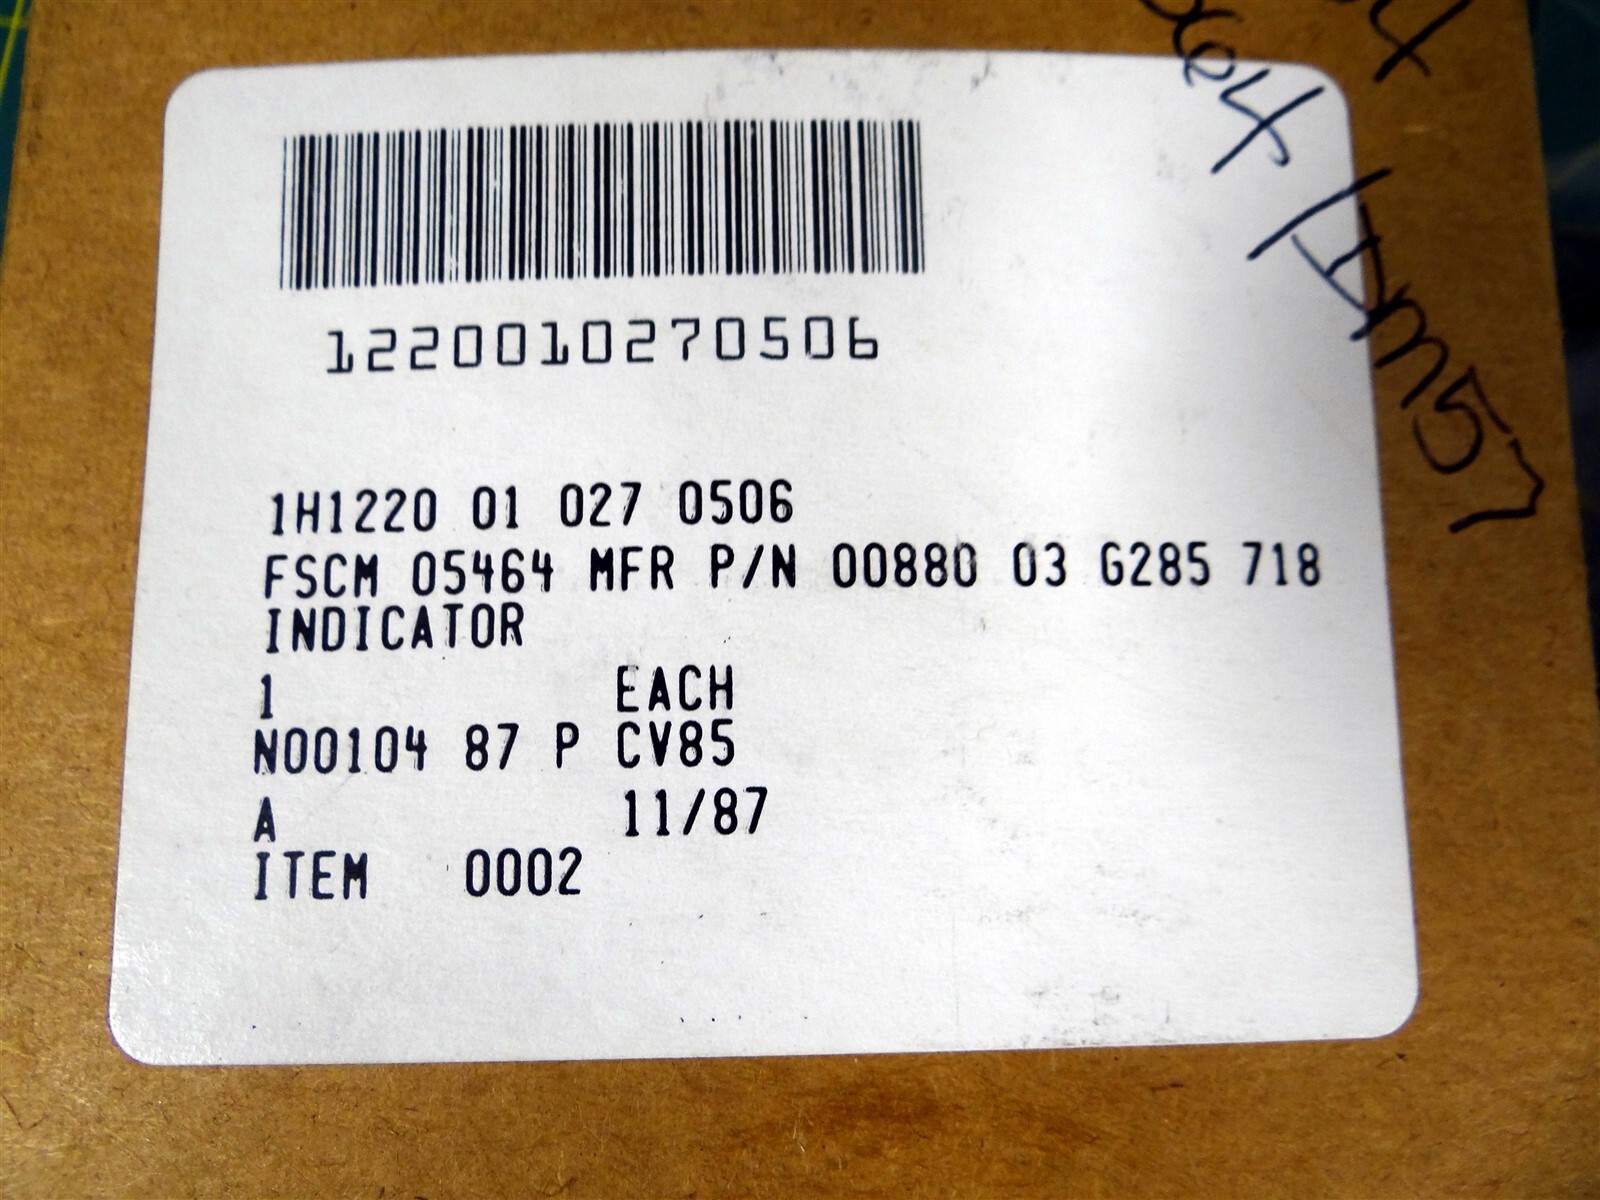 1220010270506
1H1220 01 027 0506
FSCM 05464 MFR P/N 00880 03 G285 718
INDICATOR
1 EACH
N00104 87 P CV85
A 11/87
ITEM 0002